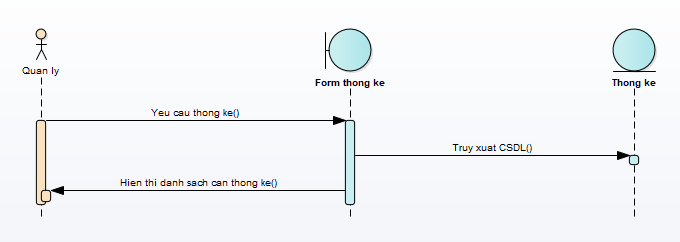 Quan ly
Form thong ke
Thong ke
Yeu cau thong ke()
Truy xuat CSDL()
Hien thi danh sach can thong ke()